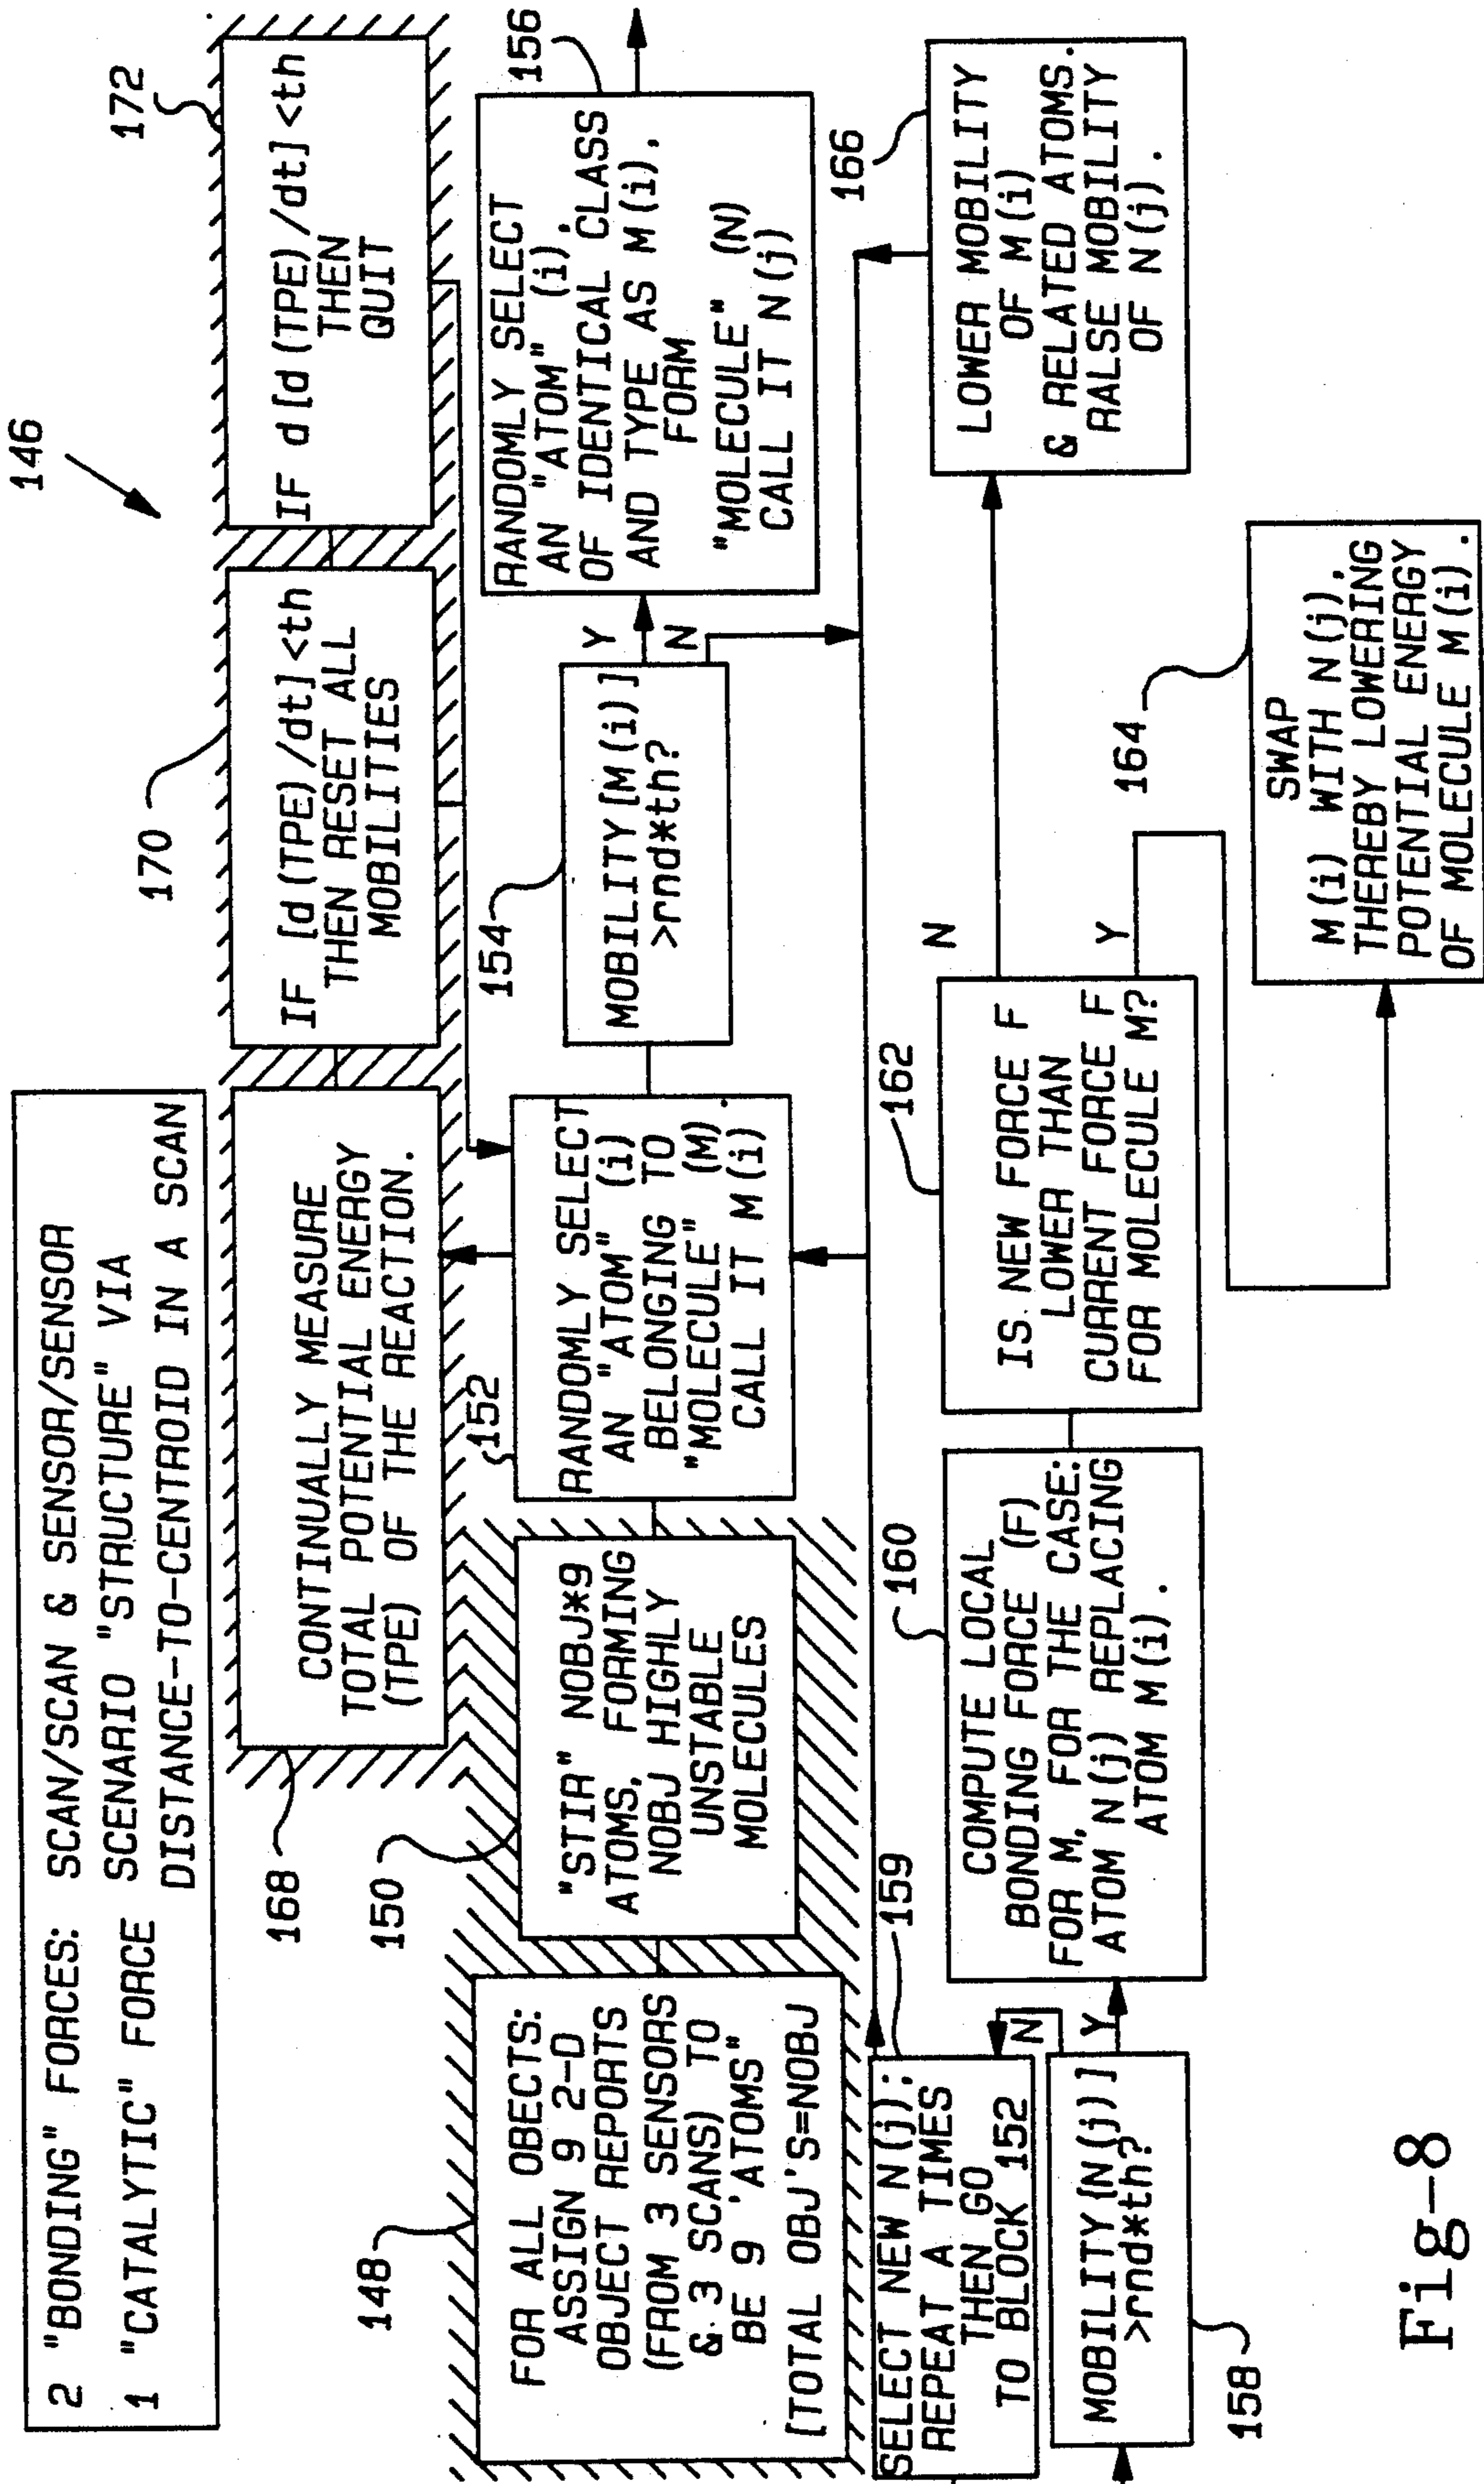 146
2 "BONDING" FORCES: SCAN/SCAN & SENSOR/SENSOR
1 "CATALYTIC" FORCE SCENARIO "STRUCTURE" VIA
DISTANCE-TO-CENTROID IN A SCAN
168
CONTINUALLY MEASURE
TOTAL POTENTIAL ENERGY
(TPE) OF THE REACTION.
170
IF [d(TPE)/dt]<th
THEN RESET ALL
MOBILITIES
172
IF d[d(TPE)/dt]<th
THEN
QUIT
148
FOR ALL OBECTS:
ASSIGN 9 2-D
OBJECT REPORTS
(FROM 3 SENSORS
& 3 SCANS) TO
BE 9 'ATOMS"
[TOTAL OBJ'S=NOBJ
150
"STIR" NOBJ*9
ATOMS, FORMING
NOBJ HIGHLY
UNSTABLE
MOLECULES
152
RANDOMLY SELECT
AN "ATOM" (i)
BELONGING TO
"MOLECULE" (M).
CALL IT M(i)
154
MOBILITY[M(i)]
>rnd*th?
Y
N
156
RANDOMLY SELECT
AN "ATOM" (i),
OF IDENTICAL CLASS
AND TYPE AS M(i),
FORM
"MOLECULE" (N)
CALL IT N(j)
159
SELECT NEW N(j);
REPEAT A TIMES
THEN GO
TO BLOCK 152
N
158
MOBILITY{N(j)]
>rnd*th?
Y
160
COMPUTE LOCAL
BONDING FORCE (F)
FOR M, FOR THE CASE:
ATOM N(j) REPLACING
ATOM M(i).
162
IS NEW FORCE F
LOWER THAN
CURRENT FORCE F
FOR MOLECULE M?
N
Y
166
LOWER MOBILITY
OF M(i)
& RELATED ATOMS.
RALSE MOBILITY
OF N(j).
164
SWAP
M(i) WITH N(j),
THEREBY LOWERING
POTENTIAL ENERGY
OF MOLECULE M(i).
Fig-8